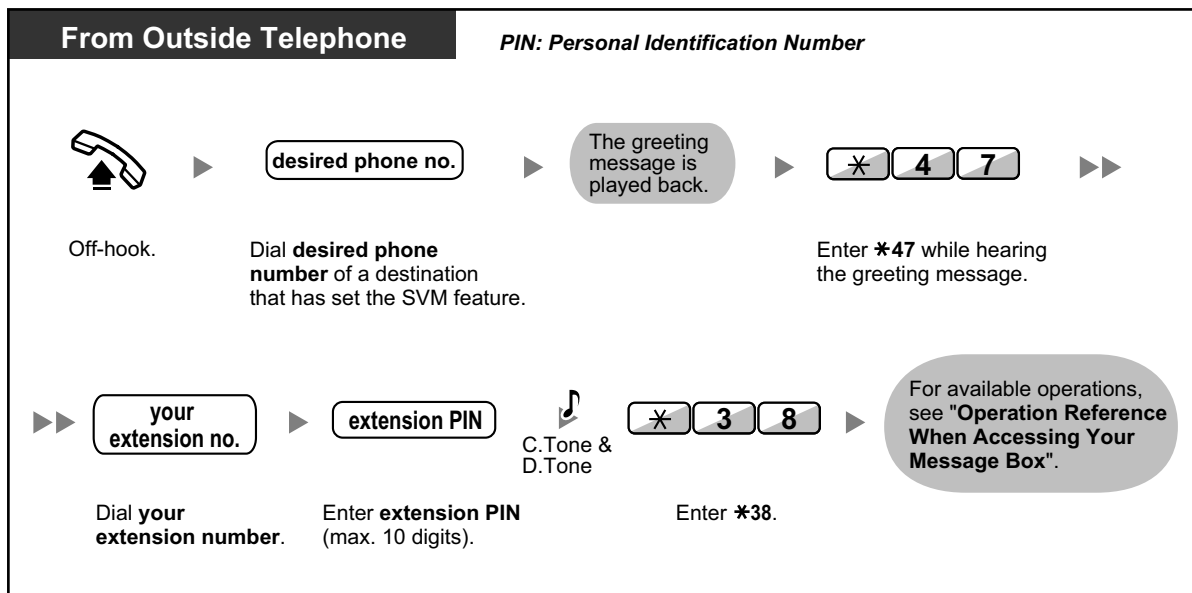 From Outside Telephone
PIN: Personal Identification Number
desired phone no.
The greeting
message is
played back.
* 4 7
Off-hook.
Dial desired phone
number of a destination
that has set the SVM feature.
Enter *47 while hearing
the greeting message.
your
extension no.
extension PIN
C.Tone &
D.Tone
* 3 8
For available operations,
see "Operation Reference
When Accessing Your
Message Box".
Dial your
extension number.
Enter extension PIN
(max. 10 digits).
Enter *38.